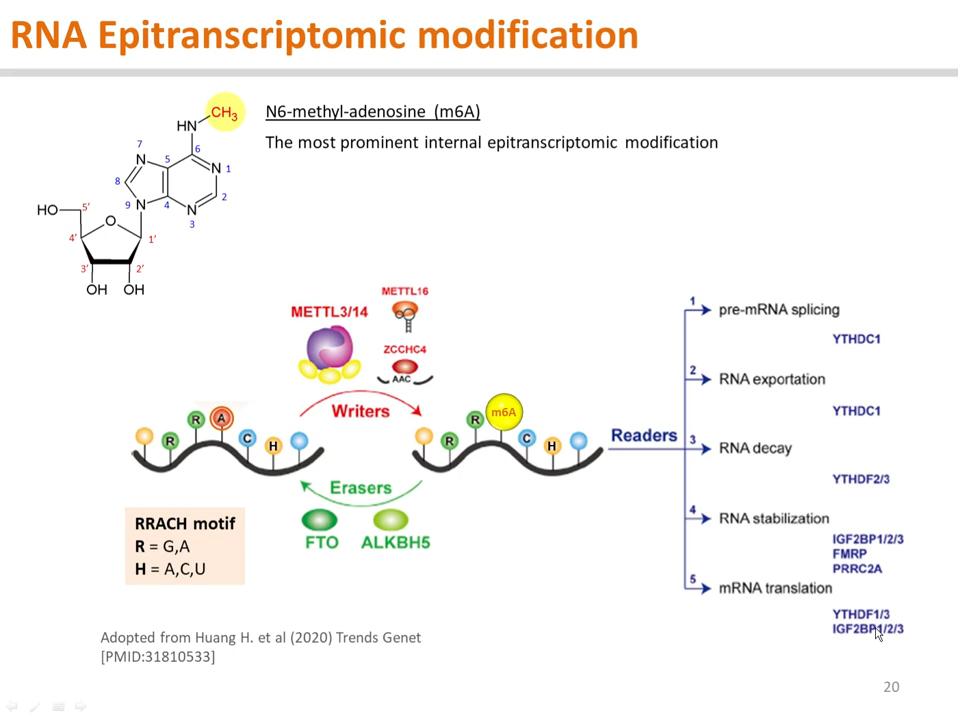 RNA Epitranscriptomic modification
N6-methyl-adenosine (m6A)
The most prominent internal epitranscriptomic modification
CH3
HN
7
N
5
6
N
1
8
9
N
4
N
2
3
HO
5'
O
4'
1'
3'
2'
OH
OH
METTL3/14
METTL16
ZCCHC4
AAC
Writers
R
R
A
C
H
R
R
m6A
C
H
Erasers
FTO
ALKBH5
Readers
1
pre-mRNA splicing
YTHDC1
2
RNA exportation
YTHDC1
3
RNA decay
YTHDF2/3
4
RNA stabilization
IGF2BP1/2/3
FMRP
PRRC2A
5
mRNA translation
YTHDF1/3
IGF2BP1/2/3
RRACH motif
R = G,A
H = A,C,U
Adopted from Huang H. et al (2020) Trends Genet
[PMID:31810533]
20